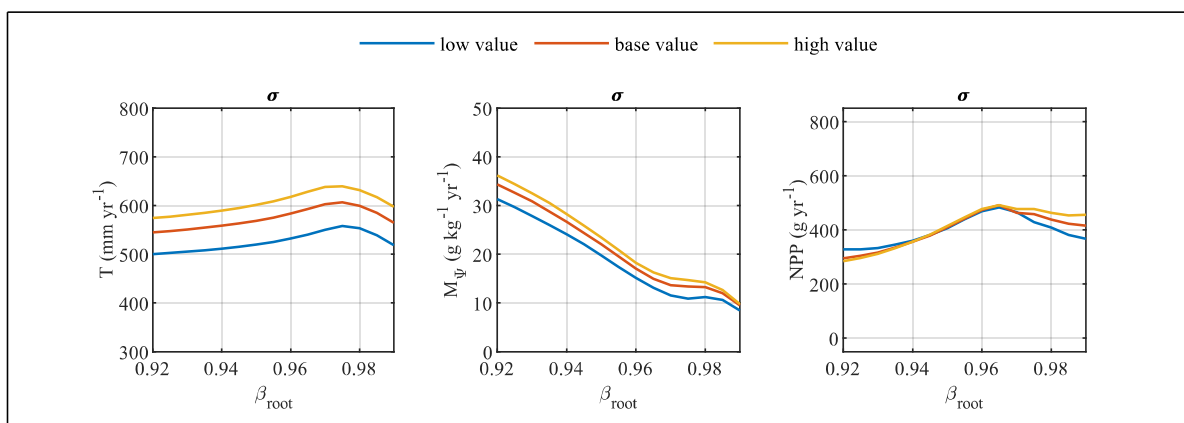 low value base value high value
σ σ σ
800
700
600
500
400
300
T (mm yr⁻¹)
0.92 0.94 0.96 0.98
β_root
50
40
30
20
10
0
M_Ψ (g kg⁻¹ yr⁻¹)
0.92 0.94 0.96 0.98
β_root
800
600
400
200
0
NPP (g yr⁻¹)
0.92 0.94 0.96 0.98
β_root